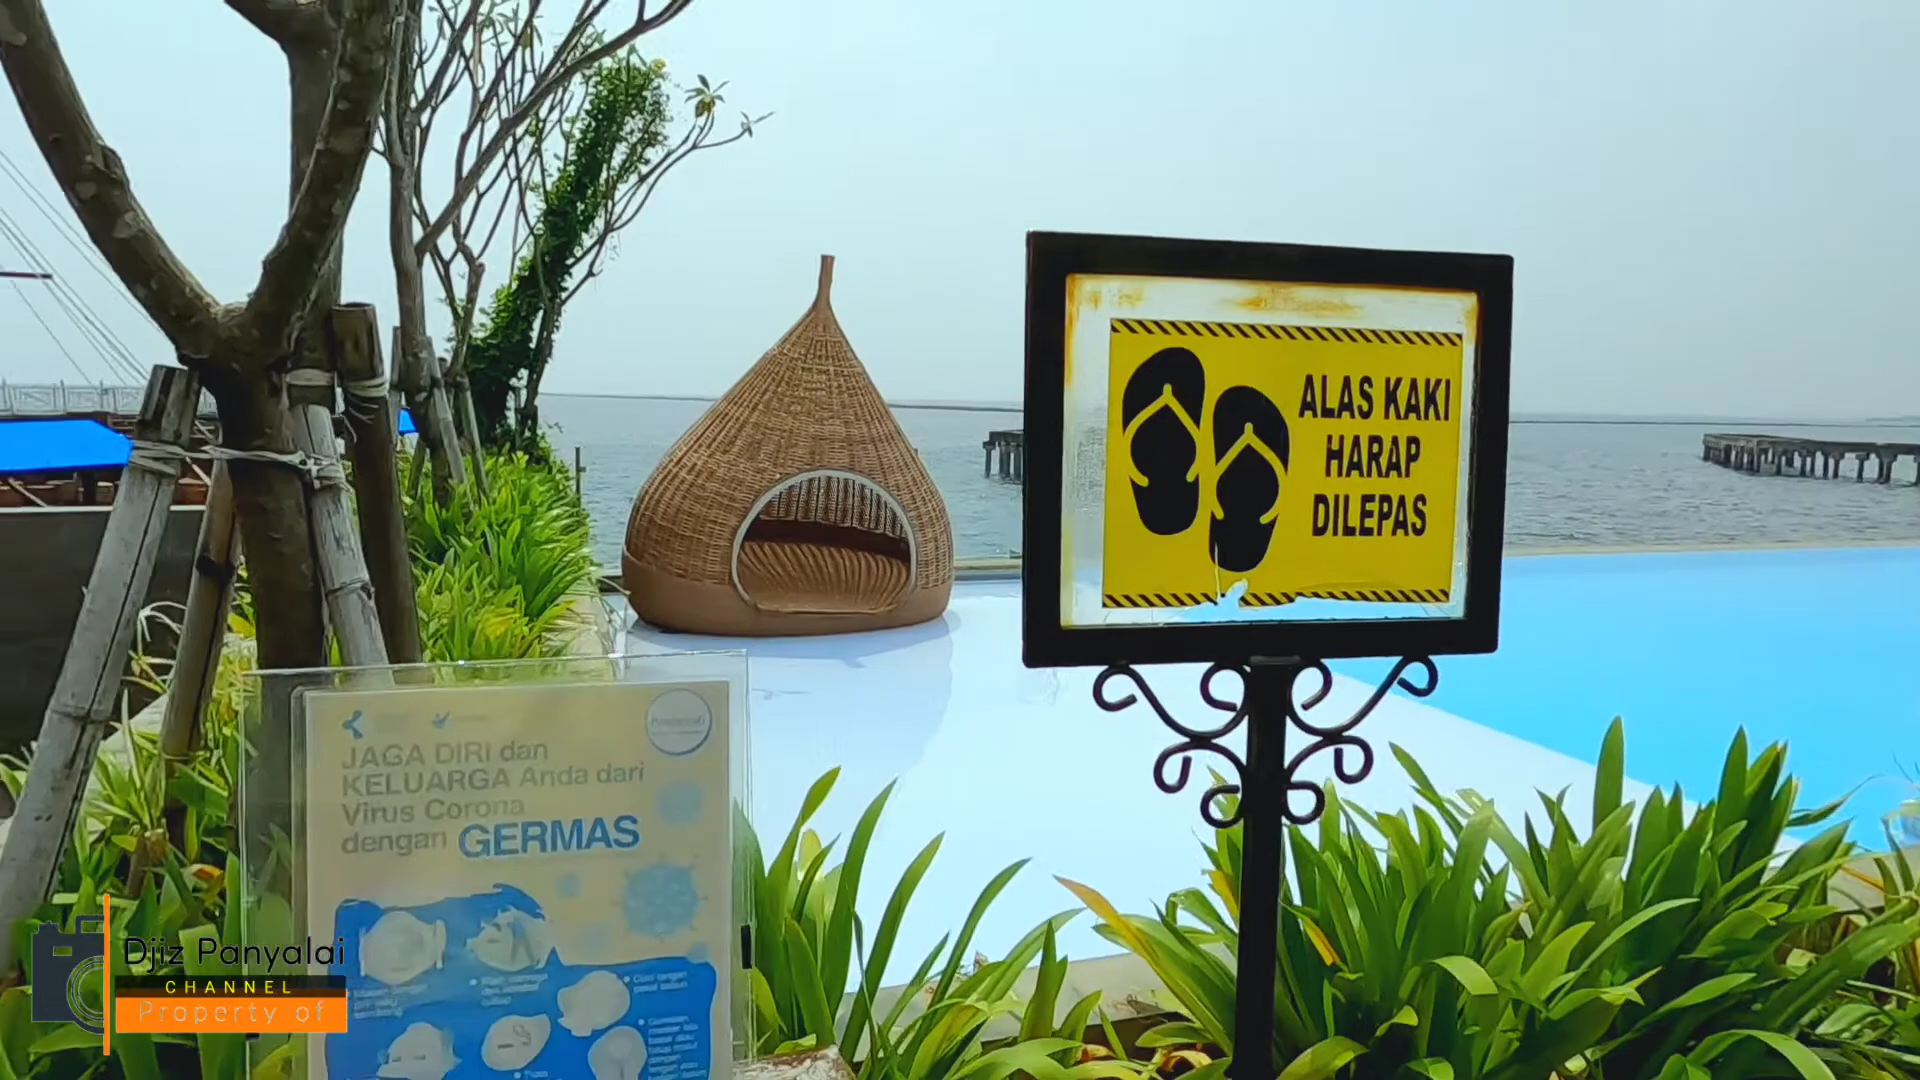 ALAS KAKI
HARAP
DILEPAS
JAGA DIRI dan
KELUARGA Anda dari
Virus Corona
dengan GERMAS
Djiz Panyalai
CHANNEL
Property of